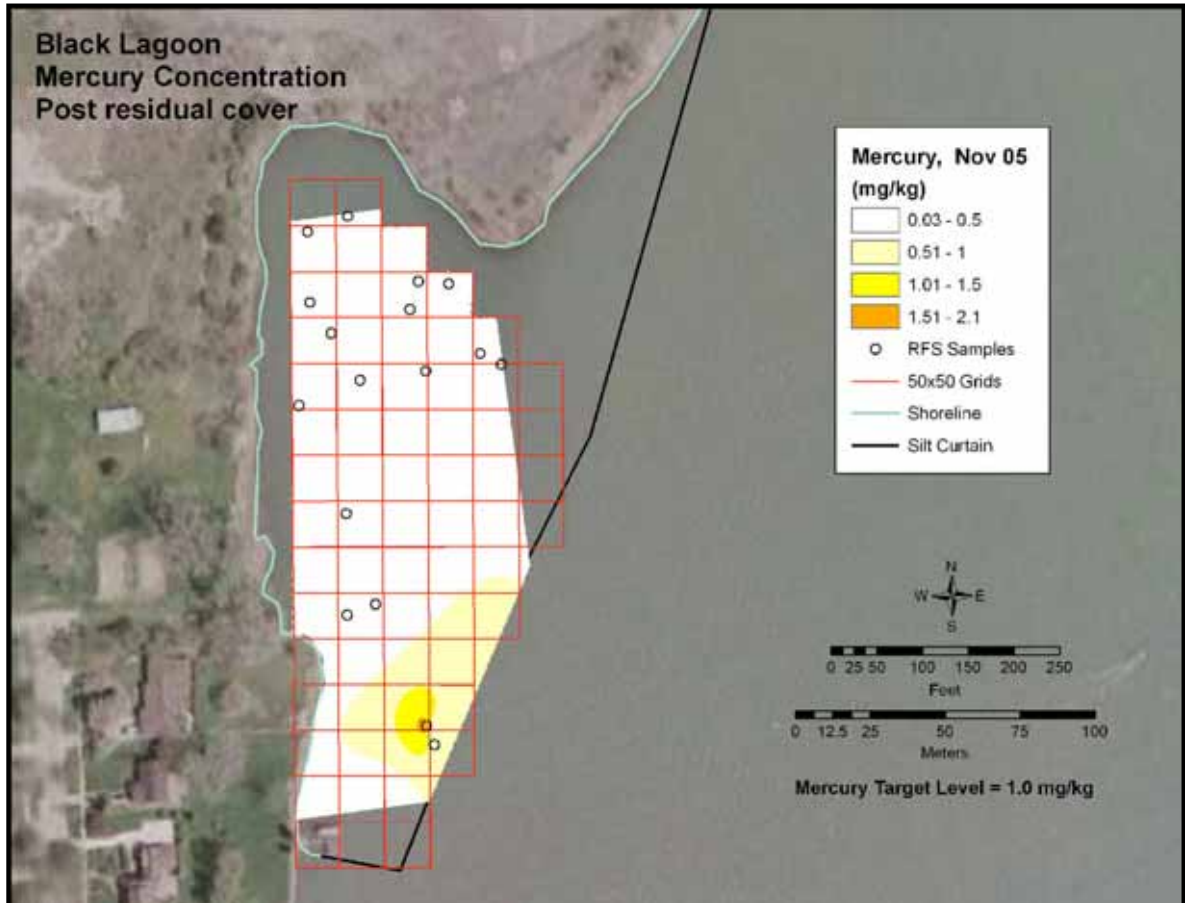 Black Lagoon
Mercury Concentration
Post residual cover
Mercury, Nov 05
(mg/kg)
0.03 - 0.5
0.51 - 1
1.01 - 1.5
1.51 - 2.1
RFS Samples
50x50 Grids
Shoreline
Silt Curtain
N
W E
S
0 25 50 100 150 200 250
Feet
0 12.5 25 50 75 100
Meters
Mercury Target Level = 1.0 mg/kg